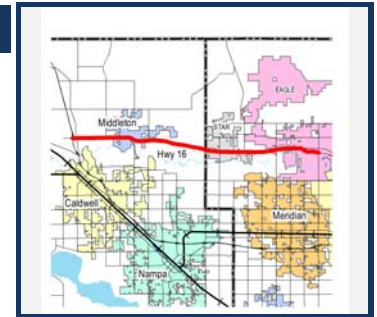 EAGLE
Middleton
STAR
Hwy 16
Caldwell
Meridian
Nampa